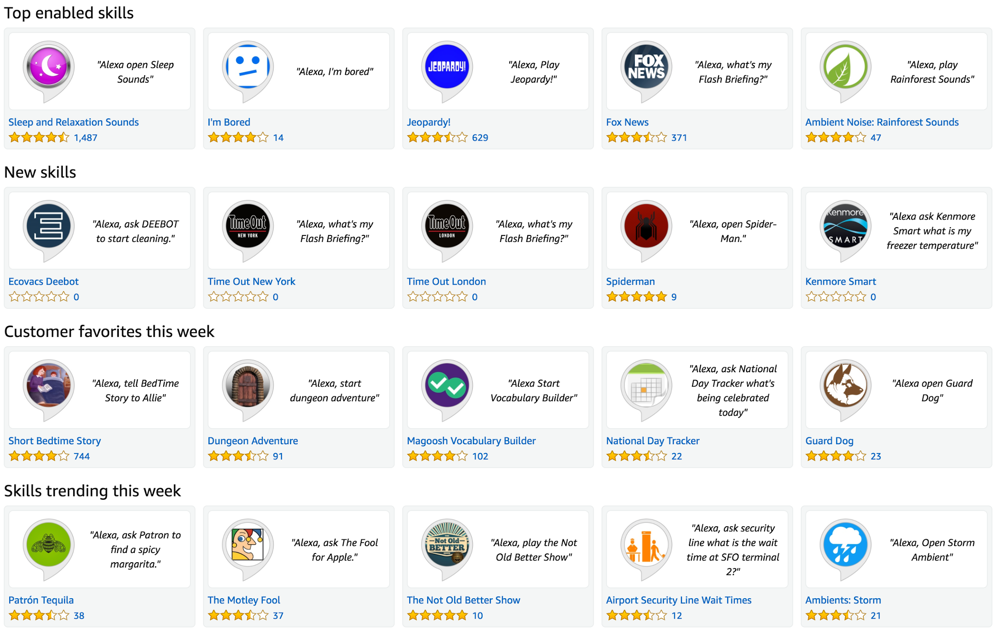 Top enabled skills
"Alexa open Sleep
Sounds"
Sleep and Relaxation Sounds
1,487
"Alexa, I'm bored"
I'm Bored
14
JEOPARDY!
"Alexa, Play
Jeopardy!"
Jeopardy!
629
FOX
NEWS
"Alexa, what's my
Flash Briefing?"
Fox News
371
"Alexa, play
Rainforest Sounds"
Ambient Noise: Rainforest Sounds
47
New skills
"Alexa, ask DEEBOT
to start cleaning."
Ecovacs Deebot
0
TimeOut
NEW YORK
"Alexa, what's my
Flash Briefing?"
Time Out New York
0
TimeOut
LONDON
"Alexa, what's my
Flash Briefing?"
Time Out London
0
"Alexa, open Spider-
Man."
Spiderman
9
Kenmore
SMART
"Alexa ask Kenmore
Smart what is my
freezer temperature"
Kenmore Smart
0
Customer favorites this week
"Alexa, tell BedTime
Story to Allie"
Short Bedtime Story
744
"Alexa, start
dungeon adventure"
Dungeon Adventure
91
"Alexa Start
Vocabulary Builder"
Magoosh Vocabulary Builder
102
"Alexa, ask National
Day Tracker what's
being celebrated
today"
National Day Tracker
22
"Alexa open Guard
Dog"
Guard Dog
23
Skills trending this week
"Alexa, ask Patron to
find a spicy
margarita."
Patrón Tequila
38
"Alexa, ask The Fool
for Apple."
The Motley Fool
37
THE
Not Old
BETTER
SHOW
"Alexa, play the Not
Old Better Show"
The Not Old Better Show
10
"Alexa, ask security
line what is the wait
time at SFO terminal
2?"
Airport Security Line Wait Times
12
"Alexa, Open Storm
Ambient"
Ambients: Storm
21